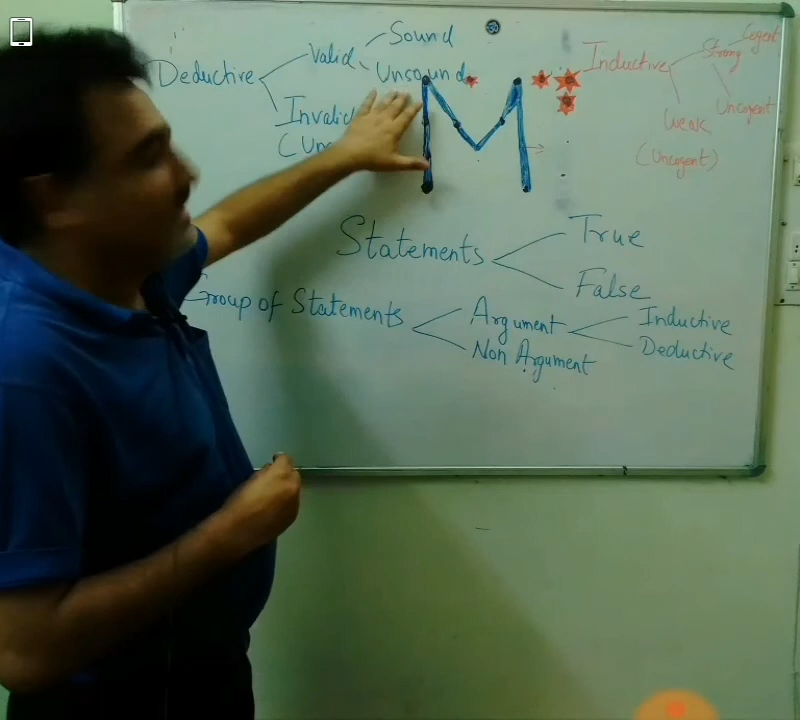 Sound
Deductive Valid Unsound
Invalid
M
Inductive Strong Cogent
Uncogent
Weak
(Uncogent)
Statements True
False
Group of Statements Argument Inductive
Non Argument Deductive